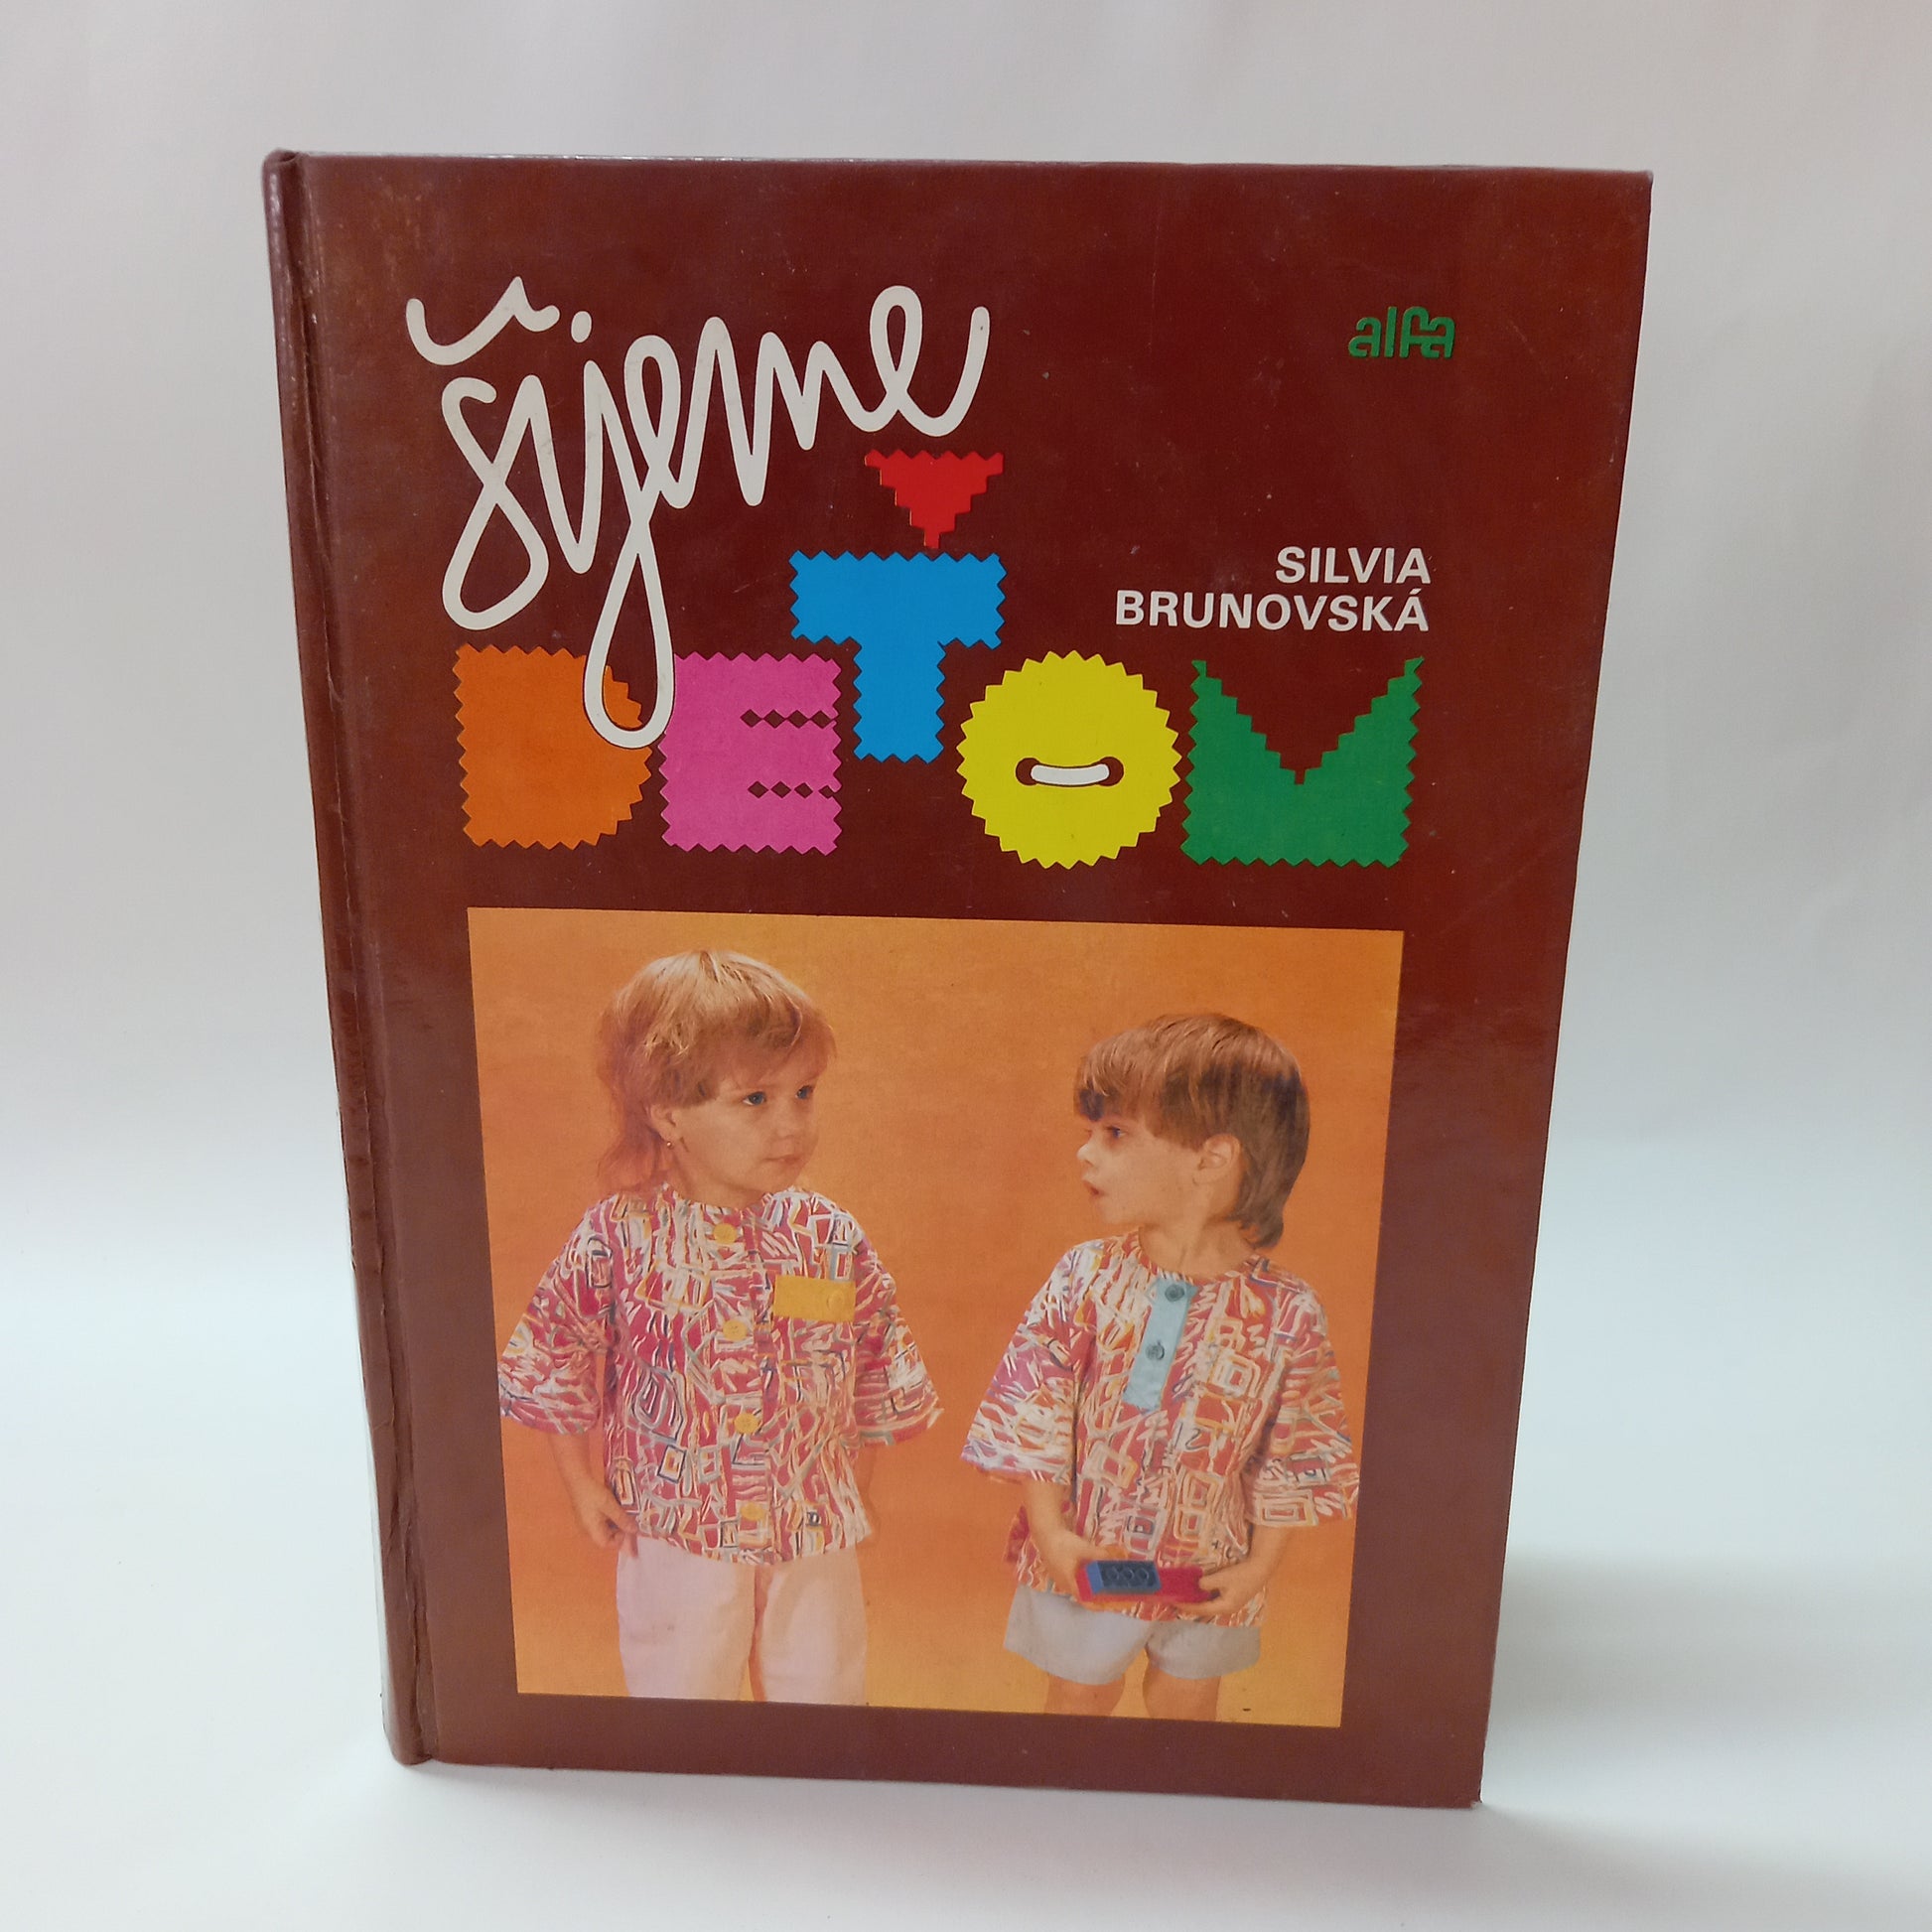 šijeme
alfa
SILVIA
BRUNOVSKÁ
DEŤOM